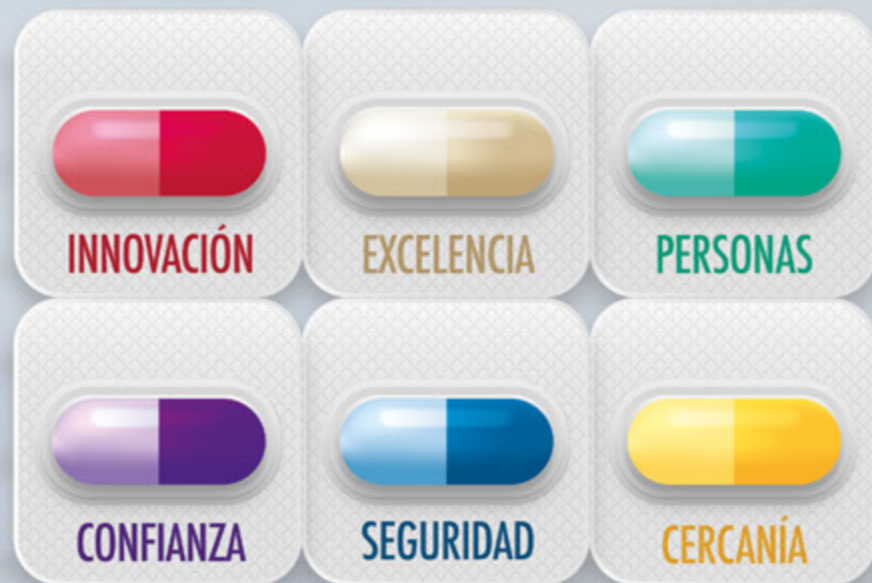 INNOVACIÓN
EXCELENCIA
PERSONAS
CONFIANZA
SEGURIDAD
CERCANÍA